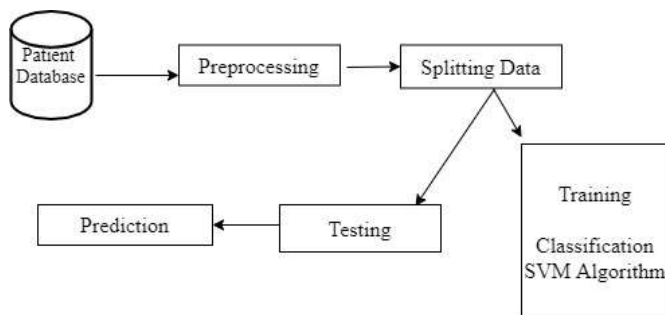 Patient
Database
Preprocessing
Splitting Data
Training
Classification
SVM Algorithm
Testing
Prediction